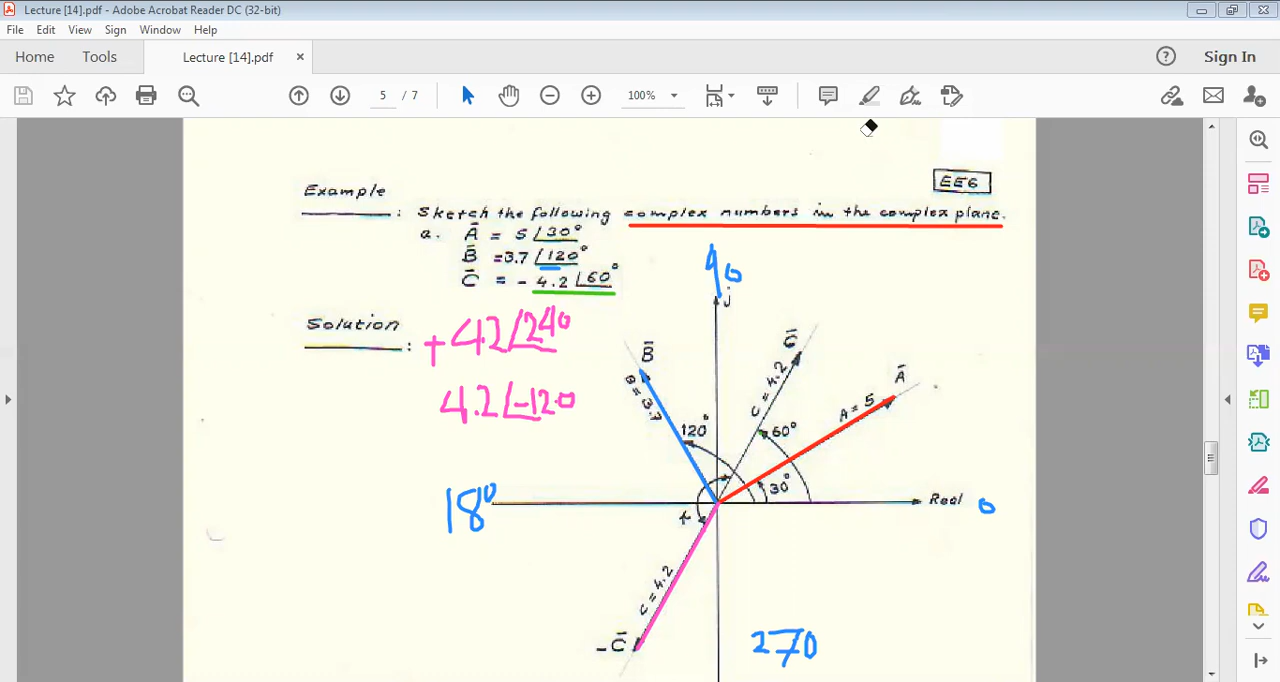 Lecture [14].pdf - Adobe Acrobat Reader DC (32-bit)
File Edit View Sign Window Help
Home Tools Lecture [14].pdf × Sign In
5 / 7 100%
EE6
Example : Sketch the following complex numbers in the complex plane.
a. Ā = 5 ∠30°
B̄ = 3.7 ∠120°
C̄ = - 4.2 ∠60°
Solution :
+ 42 ∠240
4.2 ∠-120
90
j
B̄
B = 3.7
C̄
C = 4.2
Ā
A = 5
120°
60°
30°
180
Real
0
π
C = 4.2
-C̄
270